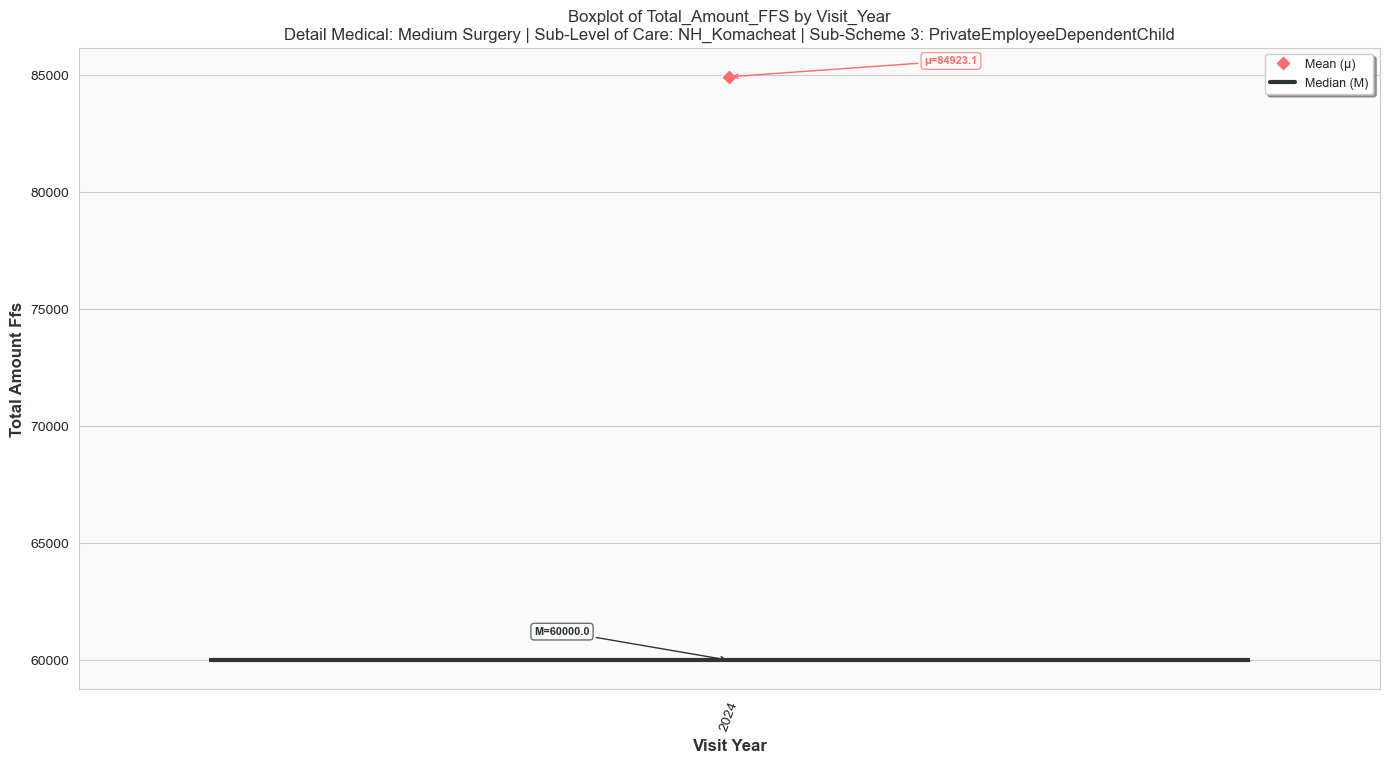 Boxplot of Total_Amount_FFS by Visit_Year
Detail Medical: Medium Surgery | Sub-Level of Care: NH_Komacheat | Sub-Scheme 3: PrivateEmployeeDependentChild
μ=84923.1
Mean (μ)
Median (M)
85000
80000
75000
70000
65000
60000
Total Amount Ffs
M=60000.0
2024
Visit Year